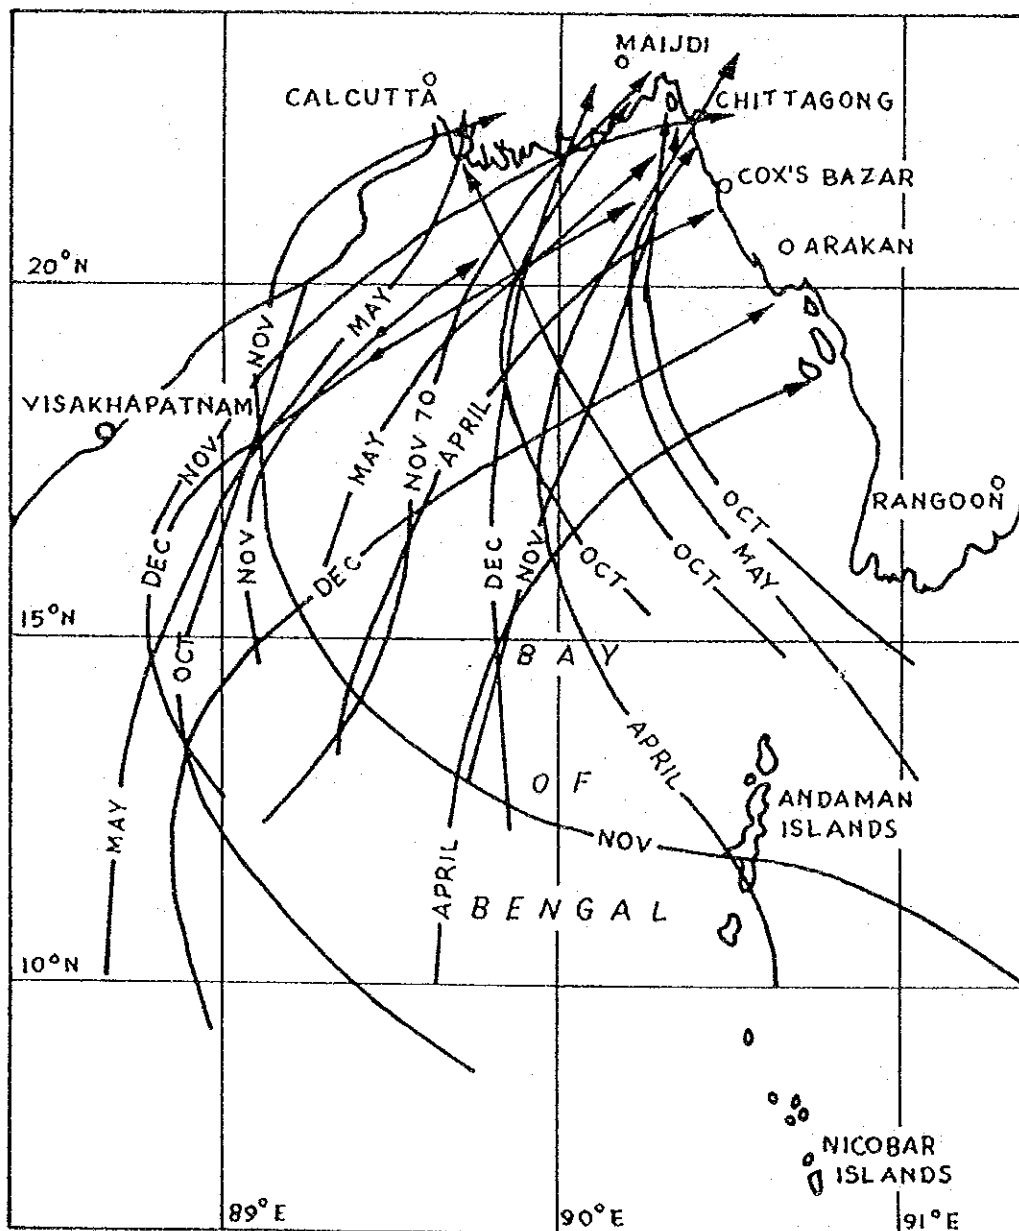 MAIJDI
CALCUTTA
CHITTAGONG
COX'S BAZAR
ARAKAN
20°N
MAY
NOV
VISAKHAPATNAM
NOV
MAY
NOV 70
APRIL
RANGOON
OCT
DEC
NOV
DEC
DEC
NOV
OCT
OCT
MAY
15°N
OCT
BAY
APRIL
OF
ANDAMAN
ISLANDS
MAY
NOV
APRIL
BENGAL
10°N
NICOBAR
ISLANDS
89°E
90°E
91°E